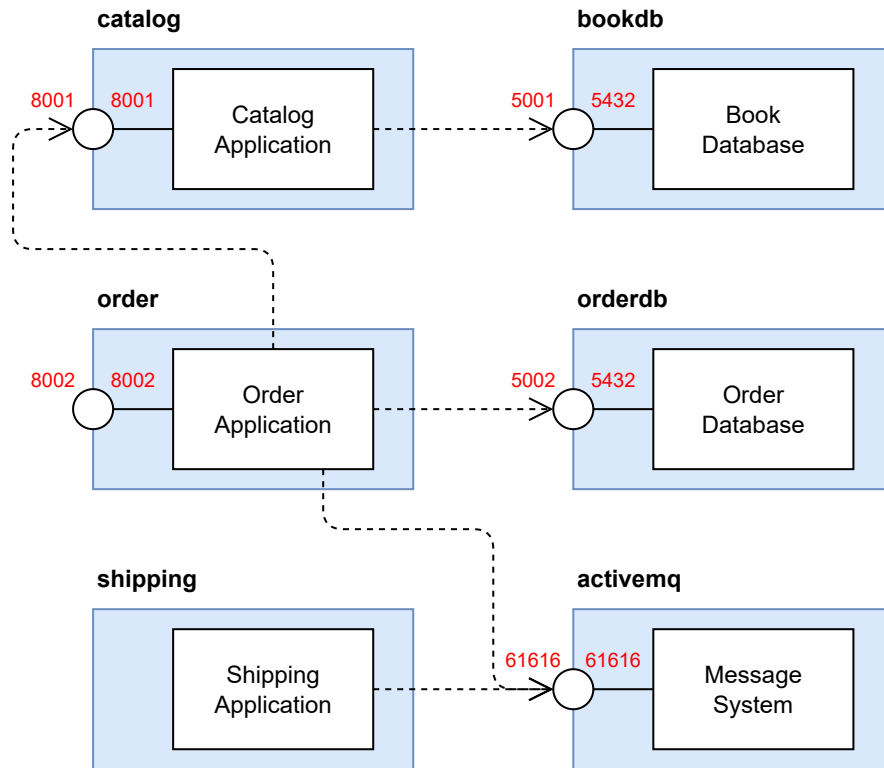 catalog
bookdb
8001
8001
Catalog
Application
5001
5432
Book
Database
order
orderdb
8002
8002
Order
Application
5002
5432
Order
Database
shipping
activemq
Shipping
Application
61616
61616
Message
System